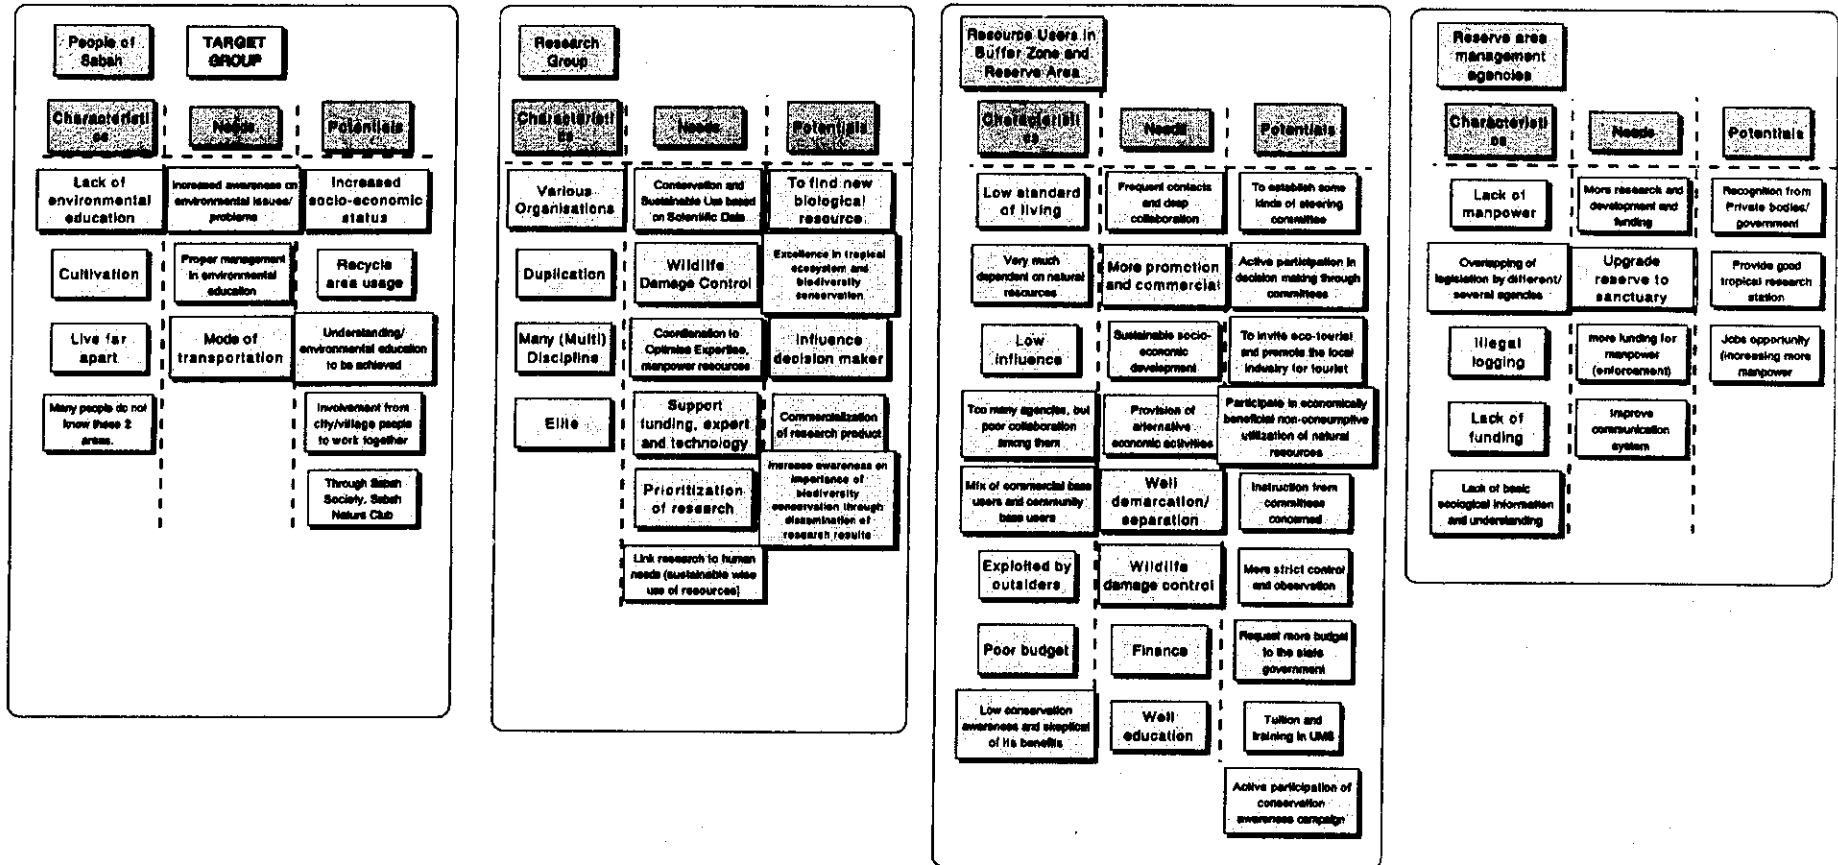 People of
Sabah
TARGET
GROUP
Characteristi
cs
Needs
Potentials
Lack of
environmental
education
Increased awareness on
environmental issues/
problems
Increased
socio-economic
status
Cultivation
Proper management
in environmental
education
Recycle
area usage
Live far
apart
Mode of
transportation
Understanding/
environmental education
to be achieved
Many people do not
know these 2
areas.
Involvement from
city/village people
to work together
Through Sabah
Society, Sabah
Nature Club
Research
Group
Characteristi
cs
Needs
Potentials
Various
Organisations
Conservation and
Sustainable Use based
on Scientific Data
To find new
biological
resource
Duplication
Wildlife
Damage Control
Excellence in tropical
ecosystem and
biodiversity
conservation
Many (Multi)
Discipline
Coordination to
Optimise Expertise,
manpower resources
Influence
decision maker
Elite
Support
funding, expert
and technology
Commercialization
of research product
Prioritization
of research
Increase awareness on
importance of
biodiversity
conservation through
dissemination of
research results
Link research to human
needs (sustainable wise
use of resources)
Resource Users in
Buffer Zone and
Reserve Area
Characteristi
cs
Needs
Potentials
Low standard
of living
Frequent contacts
and deep
collaboration
To establish some
kinds of steering
committee
Very much
dependent on natural
resources
More promotion
and commercial
Active participation in
decision making through
committees
Low
influence
Sustainable socio-
economic
development
To invite eco-tourist
and promote the local
industry for tourist
Too many agencies, but
poor collaboration
among them
Provision of
alternative
economic activities
Participate in economically
beneficial non-consumptive
utilization of natural
resources
Mix of commercial base
users and community
base users
Well
demarcation/
separation
Instruction from
committees
concerned
Exploited by
outsiders
Wildlife
damage control
More strict control
and observation
Poor budget
Finance
Request more budget
to the state
government
Low conservation
awareness and skeptical
of its benefits
Well
education
Tuition and
training in UMS
Active participation of
conservation
awareness campaign
Reserve area
management
agencies
Characteristi
cs
Needs
Potentials
Lack of
manpower
More research and
development and
funding
Recognition from
Private bodies/
government
Overlapping of
legislation by different/
several agencies
Upgrade
reserve to
sanctuary
Provide good
tropical research
station
Illegal
logging
more funding for
manpower
(enforcement)
Jobs opportunity
(increasing more
manpower
Lack of
funding
Improve
communication
system
Lack of basic
ecological information
and understanding